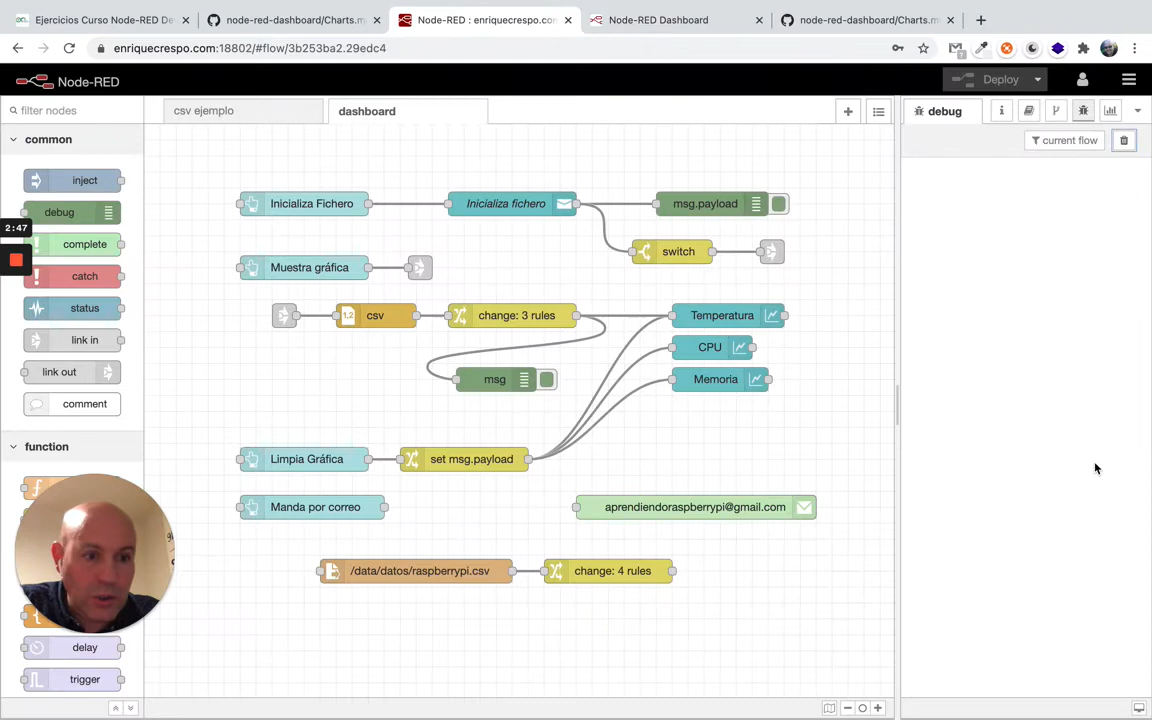 Ejercicios Curso Node-RED De
node-red-dashboard/Charts.m
Node-RED : enriquecrespo.com
Node-RED Dashboard
node-red-dashboard/Charts.m
enriquecrespo.com:18802/#flow/3b253ba2.29edc4
Node-RED
Deploy
filter nodes
csv ejemplo
dashboard
debug
common
current flow
inject
debug
complete
catch
status
link in
link out
comment
function
delay
trigger
2:47
Inicializa Fichero
Inicializa fichero
msg.payload
switch
Muestra gráfica
csv
change: 3 rules
Temperatura
CPU
msg
Memoria
Limpia Gráfica
set msg.payload
Manda por correo
aprendiendoraspberrypi@gmail.com
/data/datos/raspberrypi.csv
change: 4 rules